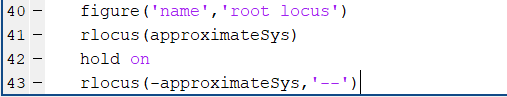 40 – figure('name','root locus')
41 – rlocus(approximateSys)
42 – hold on
43 – rlocus(-approximateSys,'--')